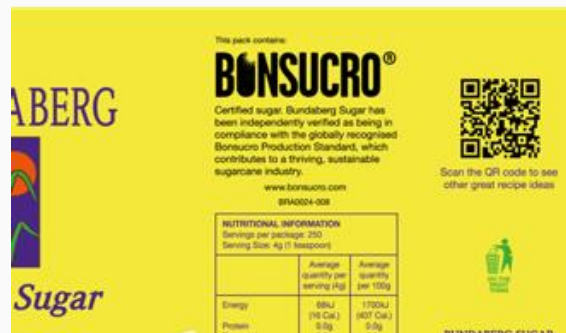 ABERG
Sugar
This pack contains:
BONSUCRO®
Certified sugar. Bundaberg Sugar has
been independently verified as being in
compliance with the globally recognised
Bonsucro Production Standard, which
contributes to a thriving, sustainable
sugarcane industry.
www.bonsucro.com
BRA0024-008
NUTRITIONAL INFORMATION
Servings per package: 250
Serving Size: 4g (1 teaspoon)
Average
quantity per
serving (4g)
Average
quantity
per 100g
Energy
68kJ
1700kJ
(16 Cal.)
(407 Cal.)
Protein
0.0g
0.0g
Scan the QR code to see
other great recipe ideas
BUNDABERG SUGAR